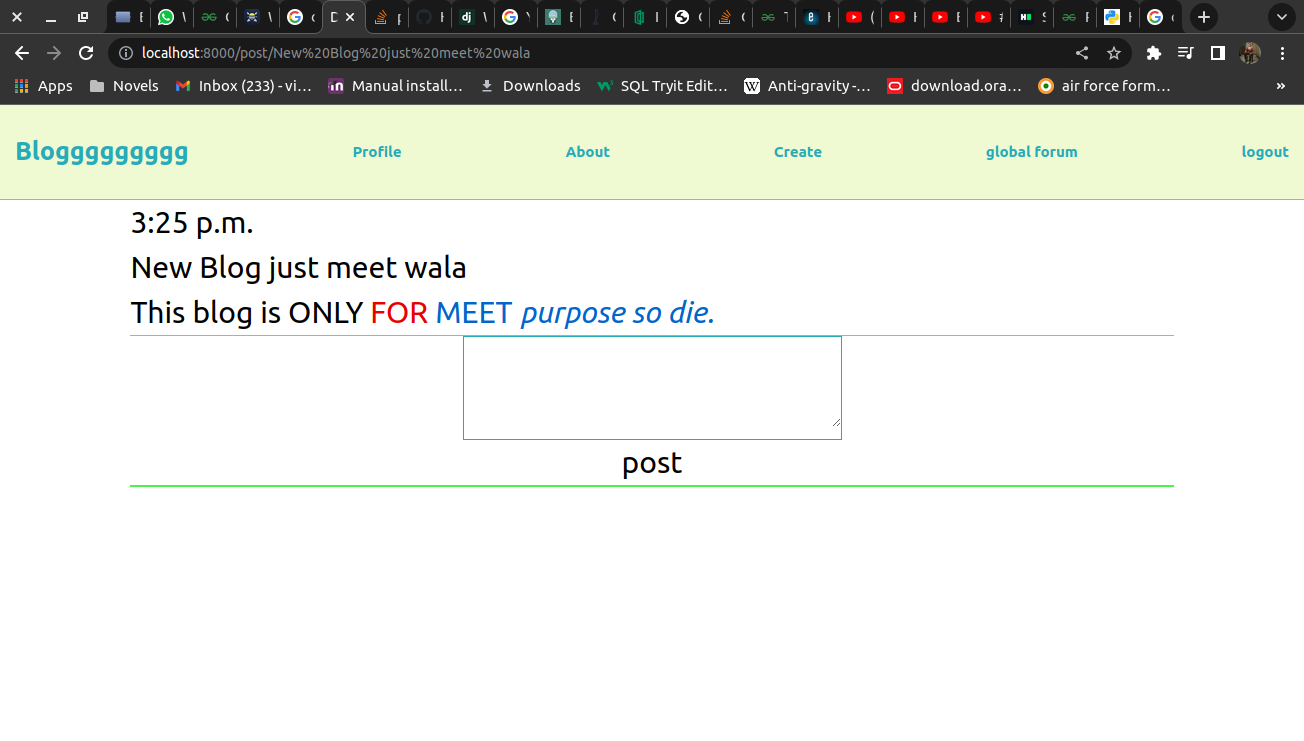 localhost:8000/post/New%20Blog%20just%20meet%20wala
Apps Novels Inbox (233) - vi… Manual install… Downloads SQL Tryit Edit… Anti-gravity -… download.ora… air force form… »
Bloggggggggg Profile About Create global forum logout
3:25 p.m.
New Blog just meet wala
This blog is ONLY FOR MEET purpose so die.
post